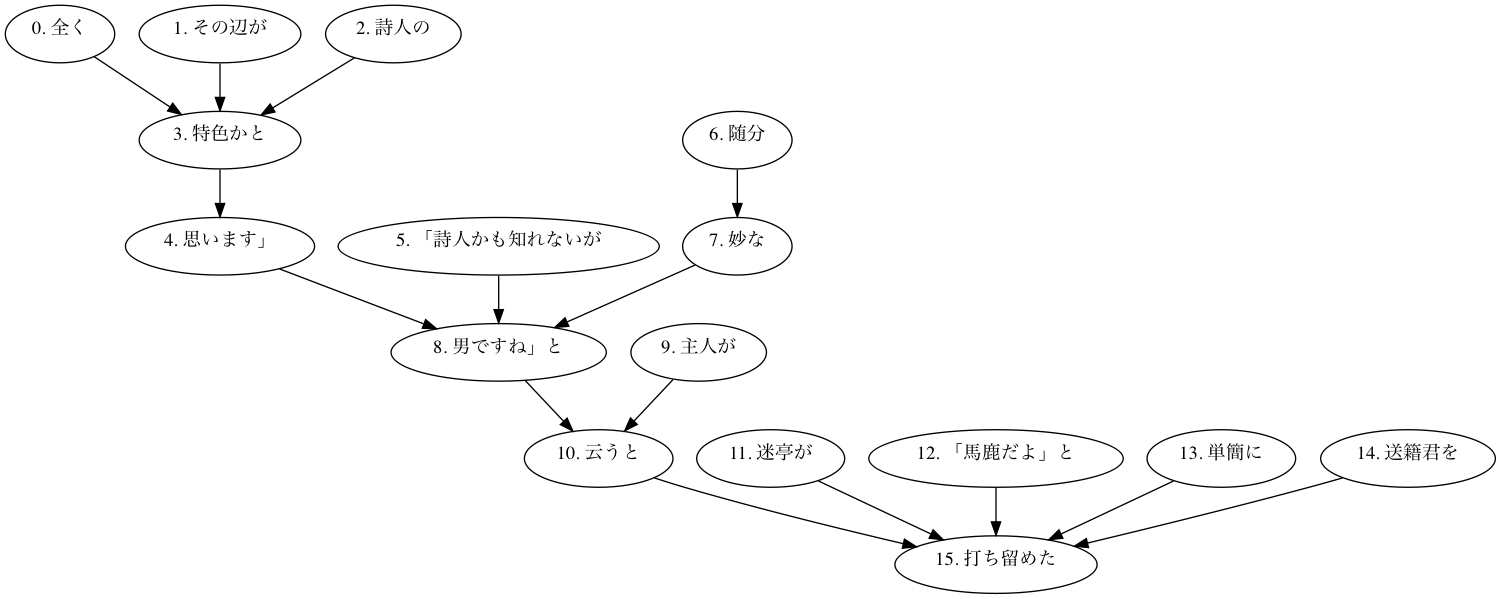 0. 全く
1. その辺が
2. 詩人の
3. 特色かと
6. 随分
4. 思います」
5. 「詩人かも知れないが
7. 妙な
8. 男ですね」と
9. 主人が
10. 云うと
11. 迷亭が
12. 「馬鹿だよ」と
13. 単簡に
14. 送籍君を
15. 打ち留めた